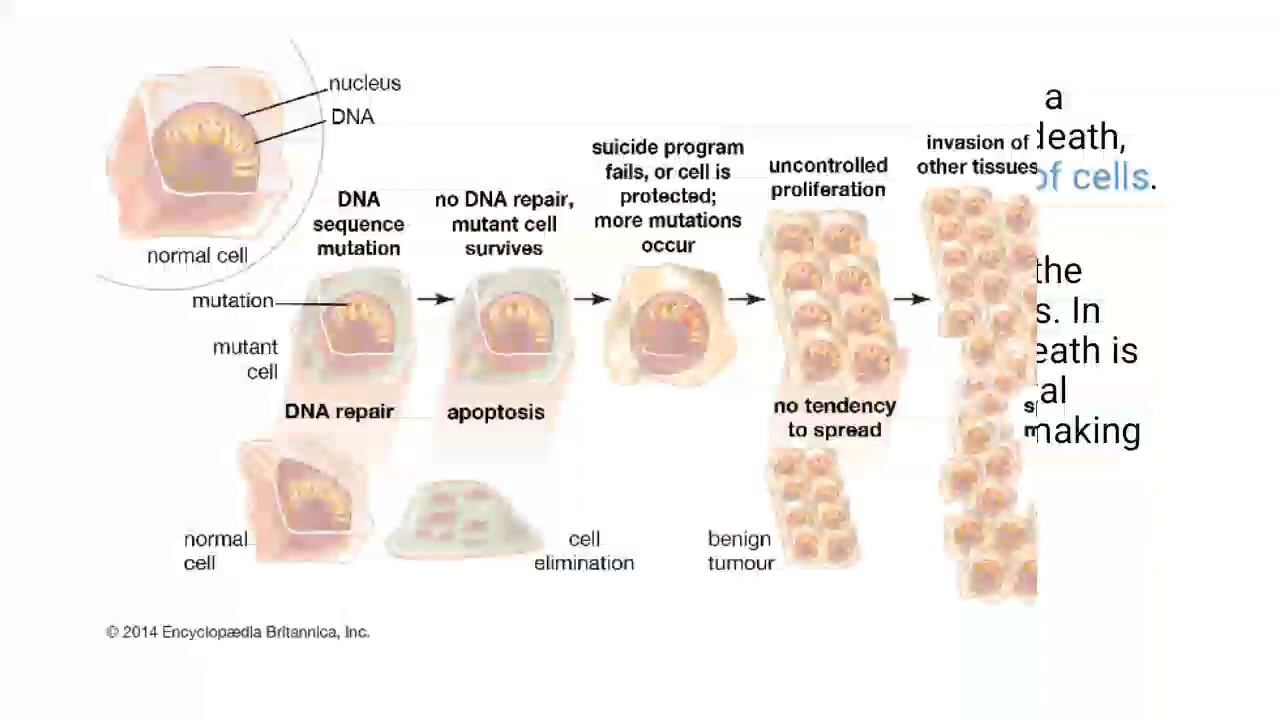 nucleus
DNA
normal cell
DNA
sequence
mutation
no DNA repair,
mutant cell
survives
suicide program
fails, or cell is
protected;
more mutations
occur
uncontrolled
proliferation
invasion of
other tissues
mutation
mutant
cell
DNA repair
apoptosis
no tendency
to spread
normal
cell
cell
elimination
benign
tumour
© 2014 Encyclopædia Britannica, Inc.
a
death,
of cells.
the
s. In
eath is
al
making